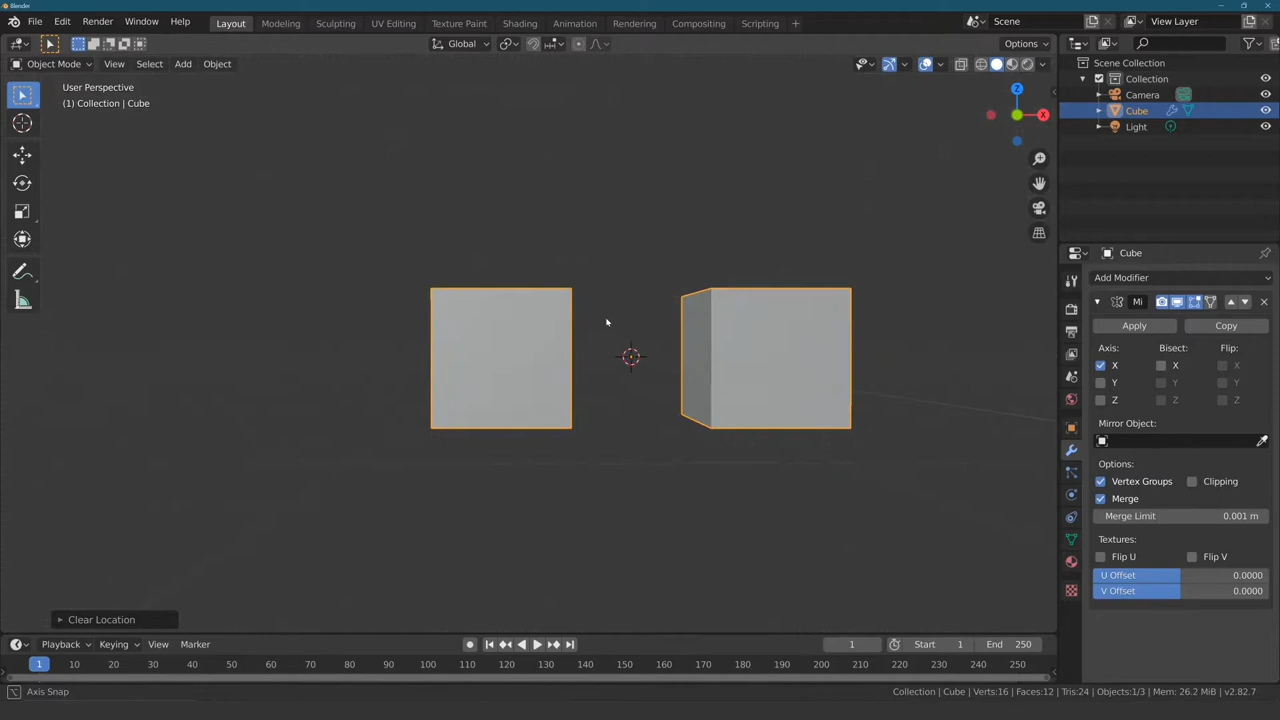 Blender
File Edit Render Window Help
Layout Modeling Sculpting UV Editing Texture Paint Shading Animation Rendering Compositing Scripting +
Scene
View Layer
Global
Options
Object Mode View Select Add Object
User Perspective
(1) Collection | Cube
Z
X
Scene Collection
Collection
Camera
Cube
Light
Cube
Add Modifier
Mi
Apply Copy
Axis: Bisect: Flip:
X X X
Y Y Y
Z Z Z
Mirror Object:
Options:
Vertex Groups Clipping
Merge
Merge Limit 0.001 m
Textures:
Flip U Flip V
U Offset 0.0000
V Offset 0.0000
Clear Location
Playback Keying View Marker
1 Start 1 End 250
1 10 20 30 40 50 60 70 80 90 100 110 120 130 140 150 160 170 180 190 200 210 220 230 240 250
Axis Snap
Collection | Cube | Verts:16 | Faces:12 | Tris:24 | Objects:1/3 | Mem: 26.2 MiB | v2.82.7